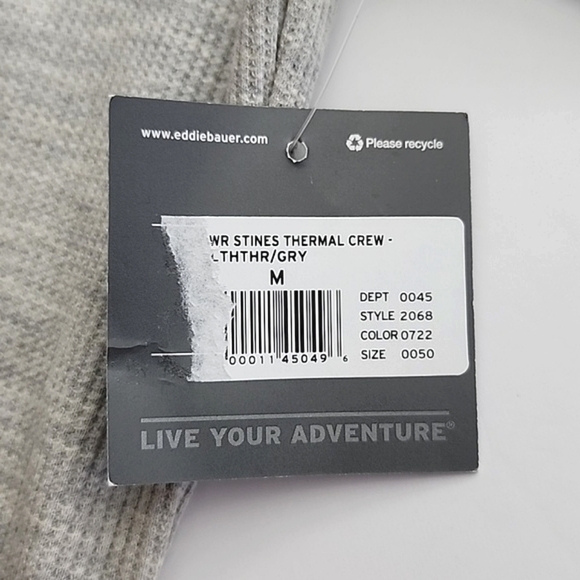 www.eddiebauer.com
Please recycle
WR STINES THERMAL CREW -
LTHTHR/GRY
M
DEPT 0045
STYLE 2068
COLOR 0722
SIZE 0050
00011 45049 6
LIVE YOUR ADVENTURE®